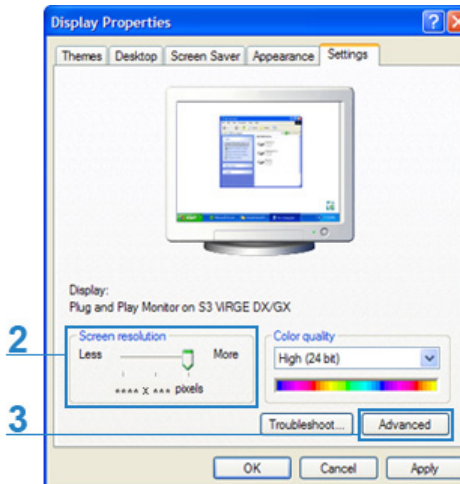 Display Properties
Themes Desktop Screen Saver Appearance Settings
Display:
Plug and Play Monitor on S3 VIRGE DX/GX
2
Screen resolution
Less More
**** X *** pixels
Color quality
High (24 bit)
3
Troubleshoot... Advanced
OK Cancel Apply